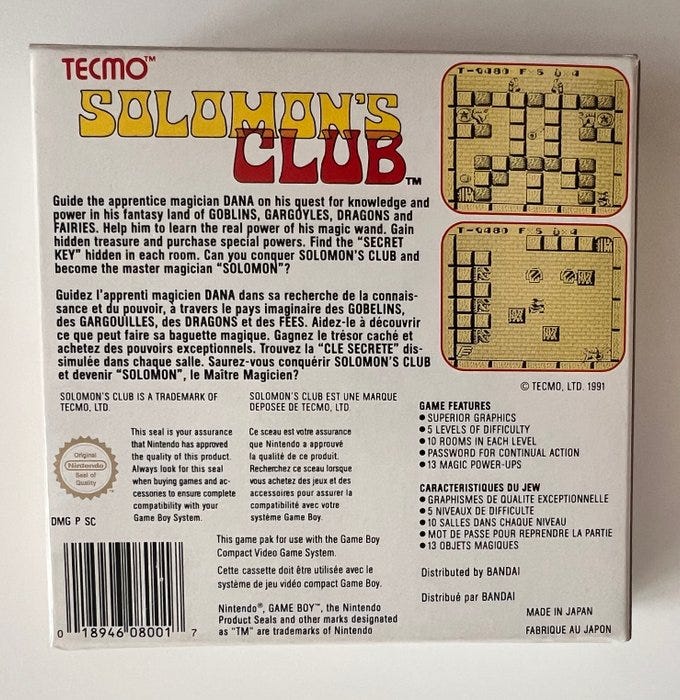 TECMO™
SOLOMON'S
CLUB™
T-9480 F 5
T-9480 F 5
Guide the apprentice magician DANA on his quest for knowledge and
power in his fantasy land of GOBLINS, GARGOYLES, DRAGONS and
FAIRIES. Help him to learn the real power of his magic wand. Gain
hidden treasure and purchase special powers. Find the "SECRET
KEY" hidden in each room. Can you conquer SOLOMON'S CLUB and
become the master magician "SOLOMON"?
Guidez l'apprenti magicien DANA dans sa recherche de la connais-
sance et du pouvoir, à travers le pays imaginaire des GOBELINS,
des GARGOUILLES, des DRAGONS et des FEES. Aidez-le à découvrir
ce que peut faire sa baguette magique. Gagnez le trésor caché et
achetez des pouvoirs exceptionnels. Trouvez la "CLE SECRETE" dis-
simulée dans chaque salle. Saurez-vous conquérir SOLOMON'S CLUB
et devenir "SOLOMON", le Maître Magicien?
SOLOMON'S CLUB IS A TRADEMARK OF
TECMO, LTD.
SOLOMON'S CLUB EST UNE MARQUE
DEPOSEE DE TECMO, LTD.
© TECMO, LTD. 1991
Original
Nintendo
Seal of
Quality
This seal is your assurance
that Nintendo has approved
the quality of this product.
Always look for this seal
when buying games and ac-
cessories to ensure complete
compatibility with your
Game Boy System.
Ce sceau est votre assurance
que Nintendo a approuvé
la qualité de ce produit.
Recherchez ce sceau lorsque
vous achetez des jeux et des
accessoires pour assurer la
compatibilité avec votre
système Game Boy.
GAME FEATURES
● SUPERIOR GRAPHICS
● 5 LEVELS OF DIFFICULTY
● 10 ROOMS IN EACH LEVEL
● PASSWORD FOR CONTINUAL ACTION
● 13 MAGIC POWER-UPS
CARACTERISTIQUES DU JEW
● GRAPHISMES DE QUALITE EXCEPTIONNELLE
● 5 NIVEAUX DE DIFFICULTE
● 10 SALLES DANS CHAQUE NIVEAU
● MOT DE PASSE POUR REPRENDRE LA PARTIE
● 13 OBJETS MAGIQUES
DMG P SC
This game pak for use with the Game Boy
Compact Video Game System.
Cette cassette doit être utilisée avec le
système de jeu vidéo compact Game Boy.
Nintendo®, GAME BOY™, the Nintendo
Product Seals and other marks designated
as "TM" are trademarks of Nintendo
Distributed by BANDAI
Distribué par BANDAI
MADE IN JAPAN
FABRIQUE AU JAPON
0 18946 08001 7